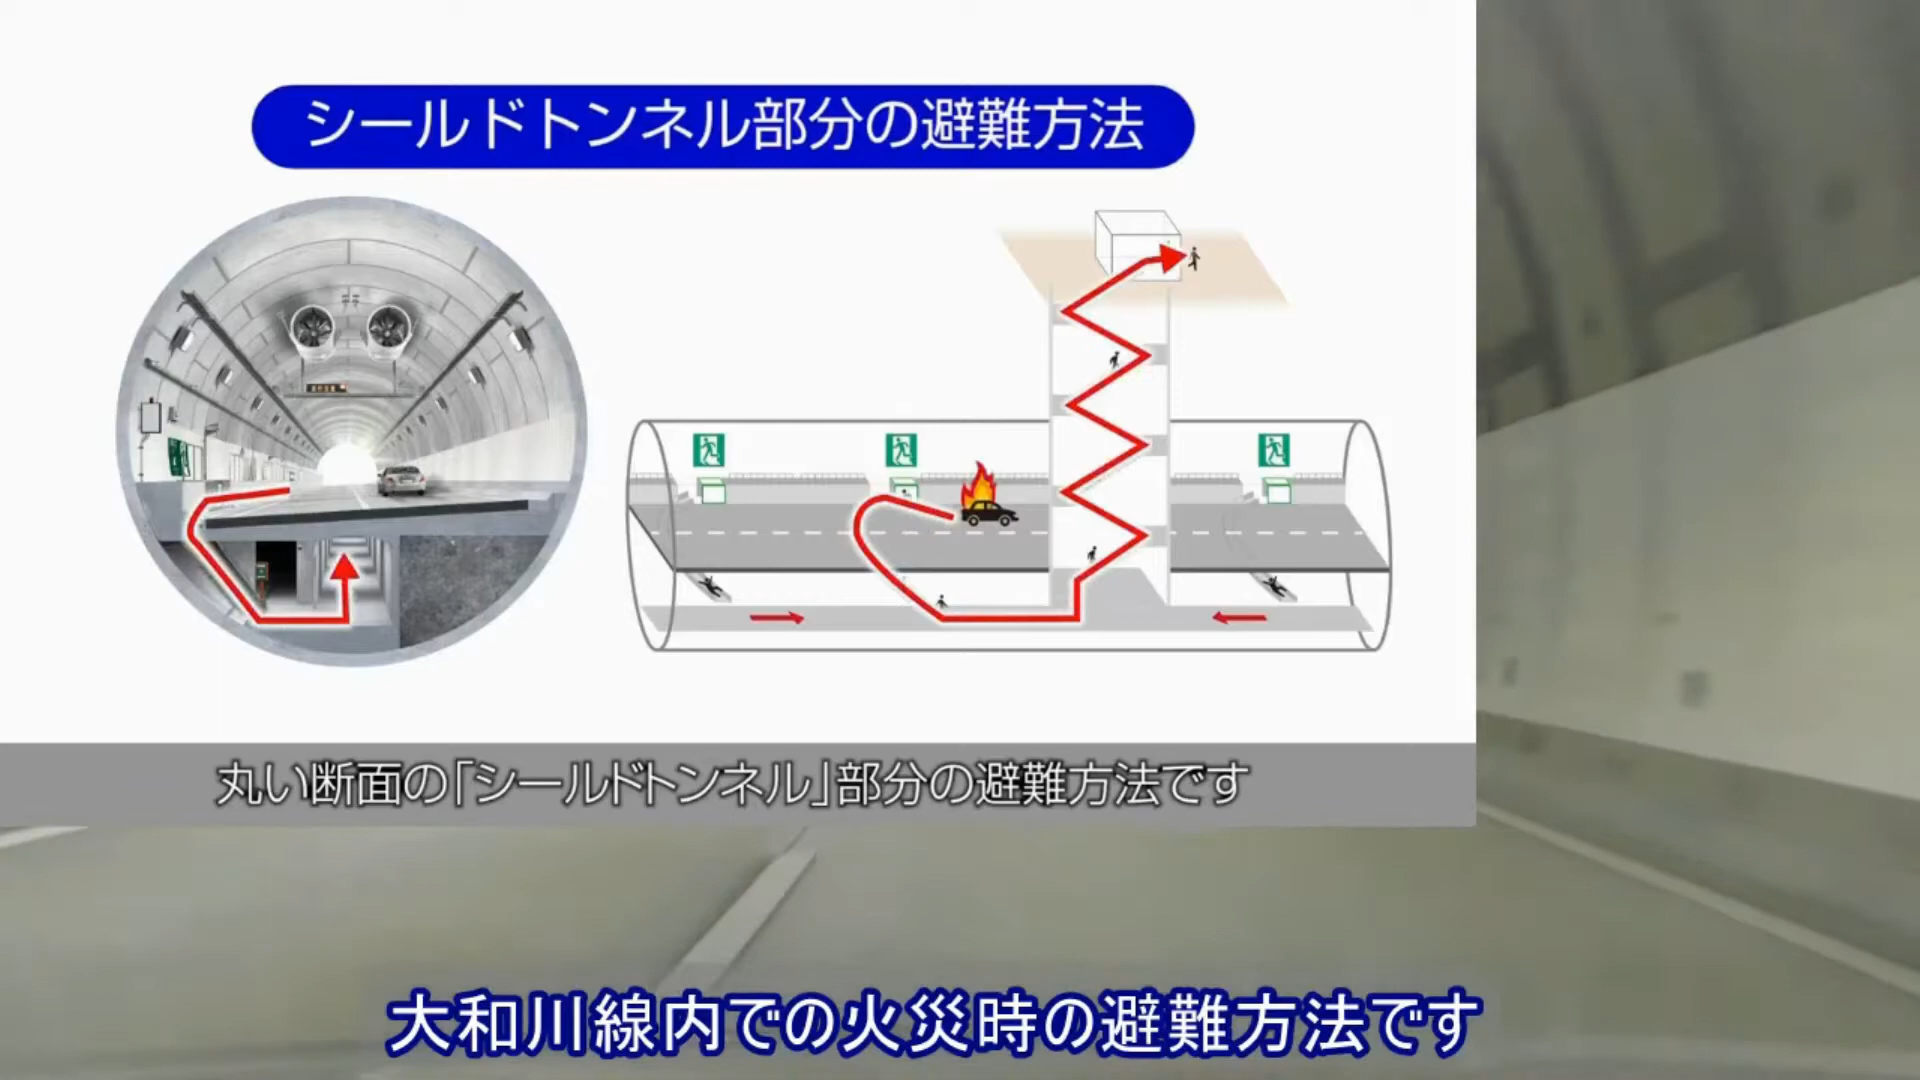 シールドトンネル部分の避難方法
丸い断面の「シールドトンネル」部分の避難方法です
大和川線内での火災時の避難方法です